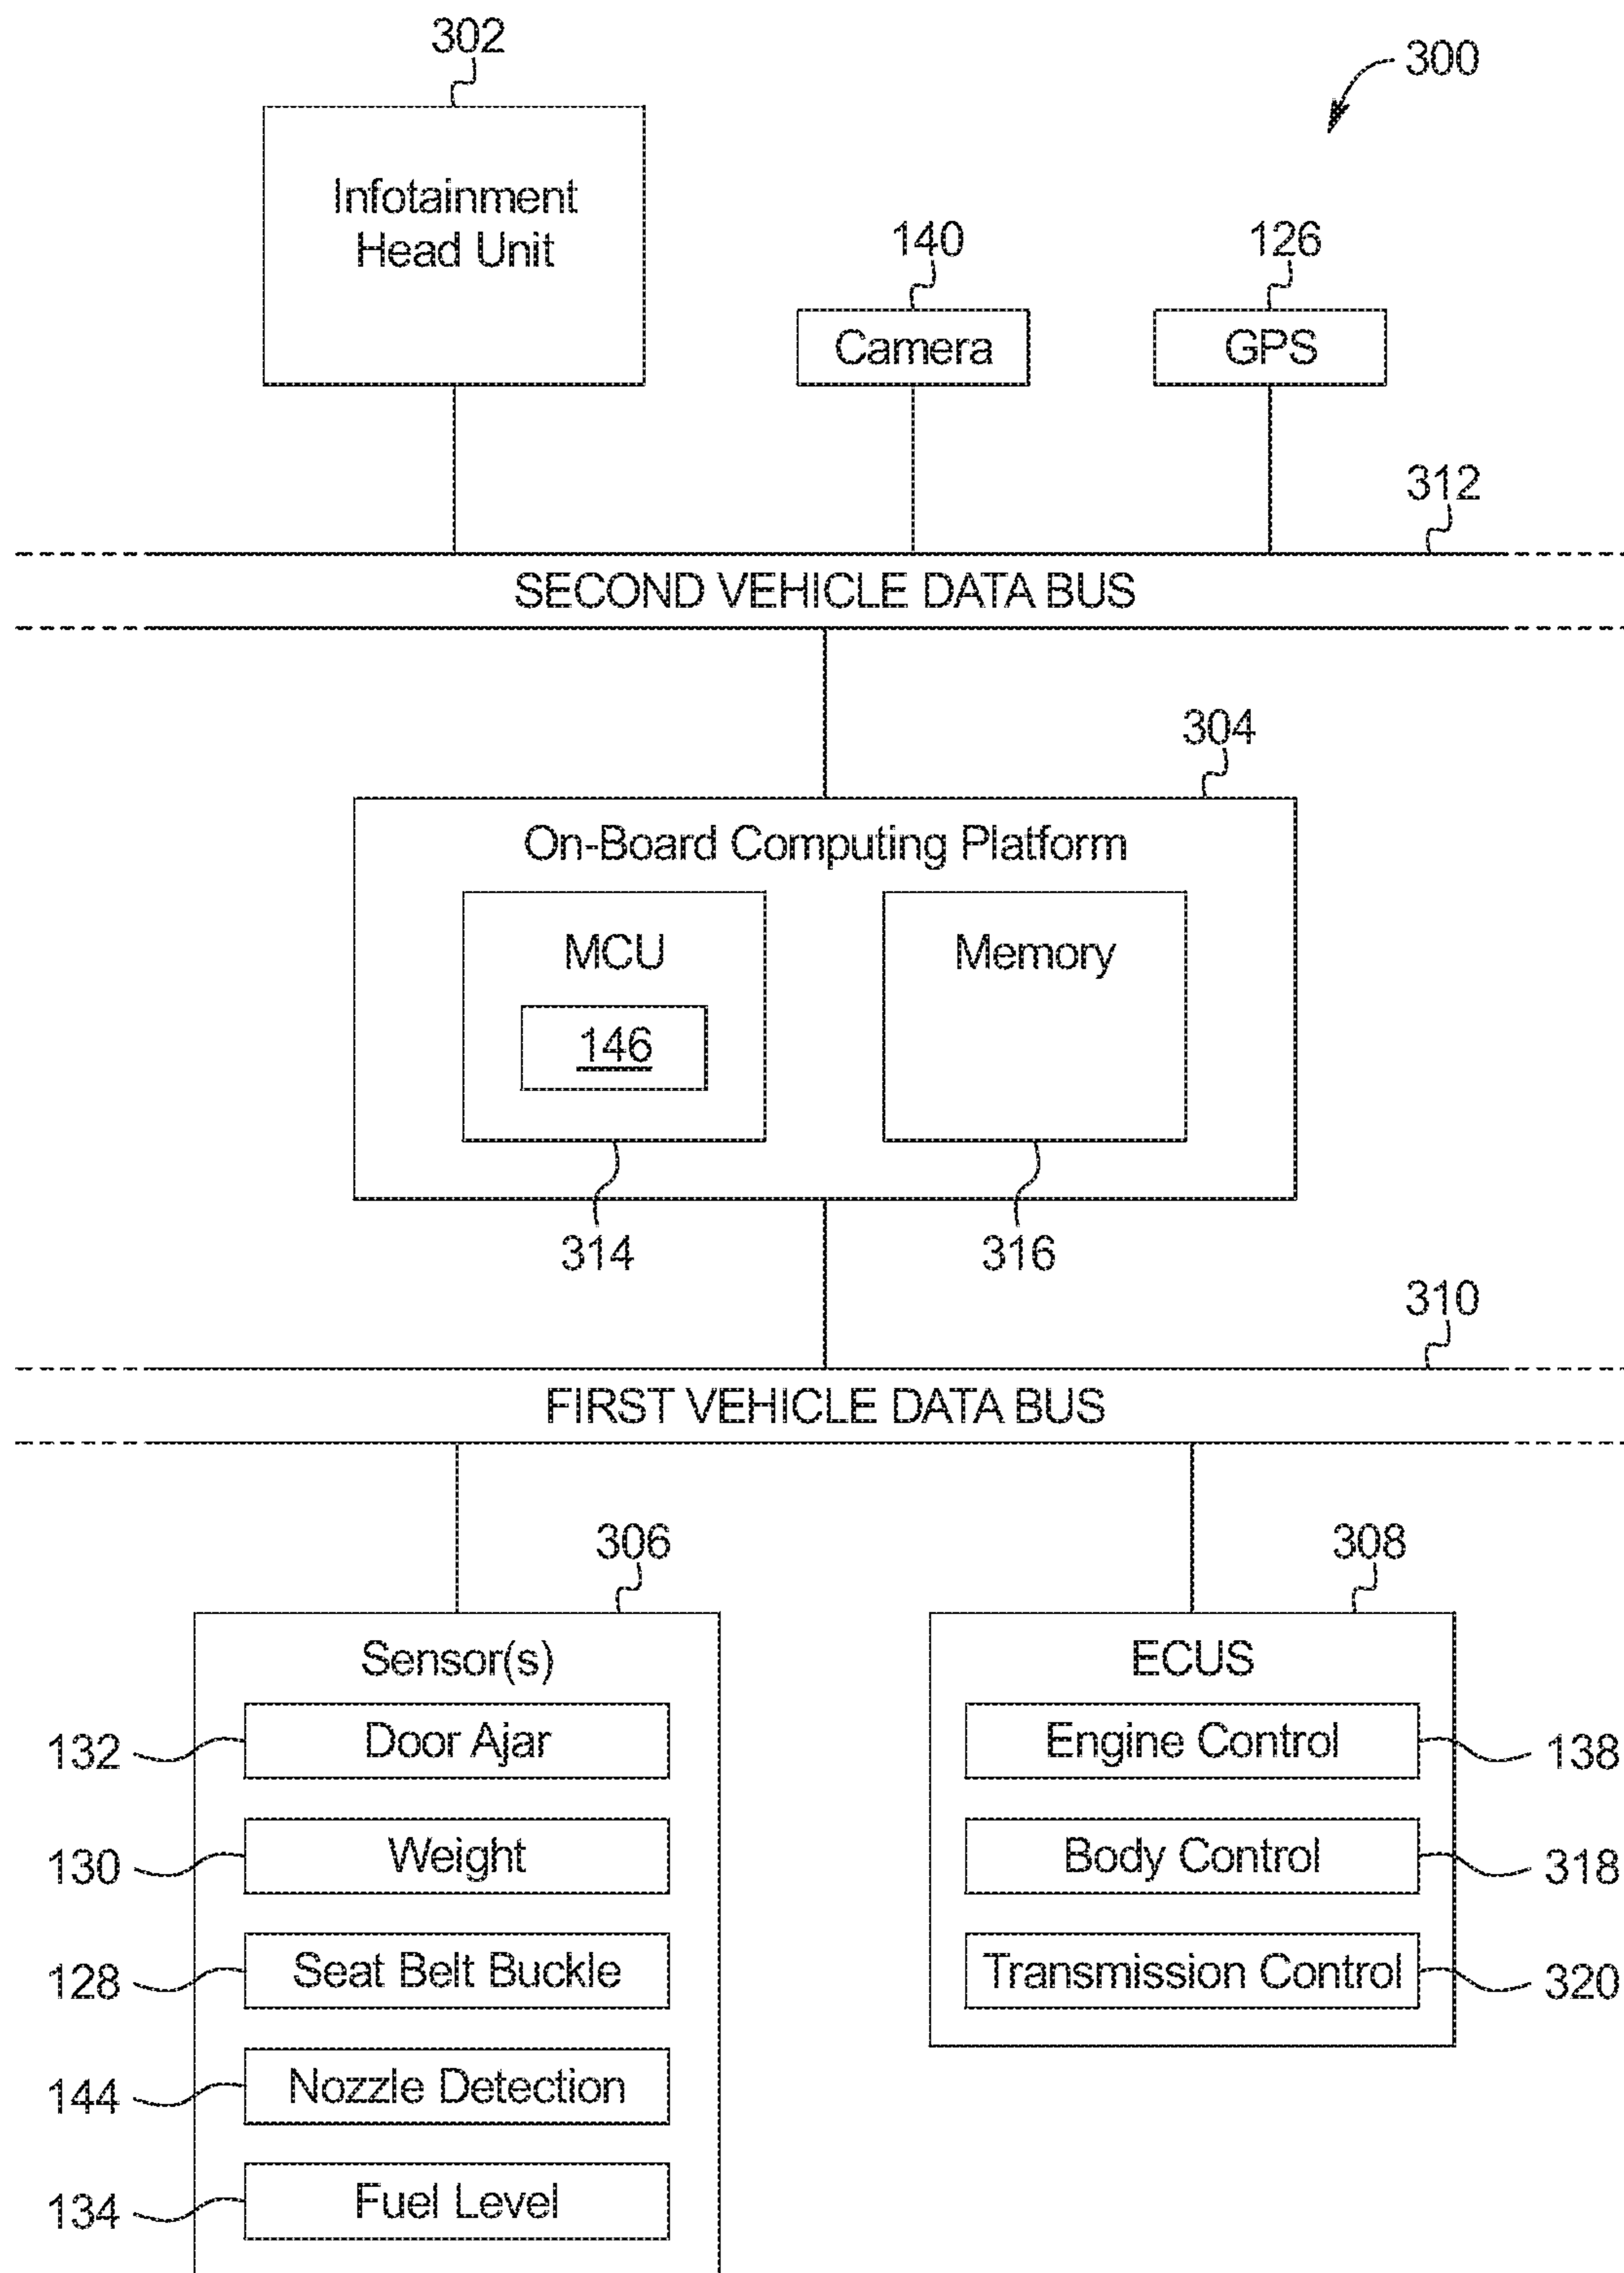 302
300
Infotainment
Head Unit
140
126
Camera
GPS
312
SECOND VEHICLE DATA BUS
304
On-Board Computing Platform
MCU
Memory
146
314
316
310
FIRST VEHICLE DATA BUS
306
308
Sensor(s)
ECUS
132
Door Ajar
Engine Control
138
130
Weight
Body Control
318
128
Seat Belt Buckle
Transmission Control
320
144
Nozzle Detection
134
Fuel Level